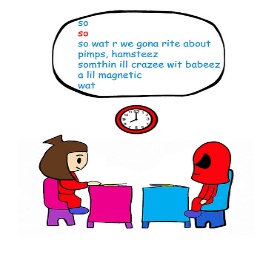 so
so
so wat r we gona rite about
pimps, hamsteez
somthin ill crazee wit babeez
a lil magnetic
wat